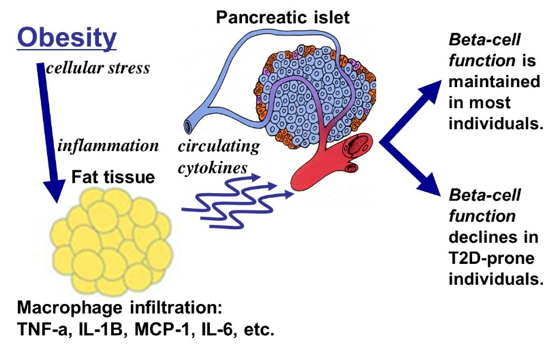 Obesity
cellular stress
inflammation
Fat tissue
Macrophage infiltration:
TNF-a, IL-1B, MCP-1, IL-6, etc.
Pancreatic islet
circulating
cytokines
Beta-cell
function is
maintained
in most
individuals.
Beta-cell
function
declines in
T2D-prone
individuals.